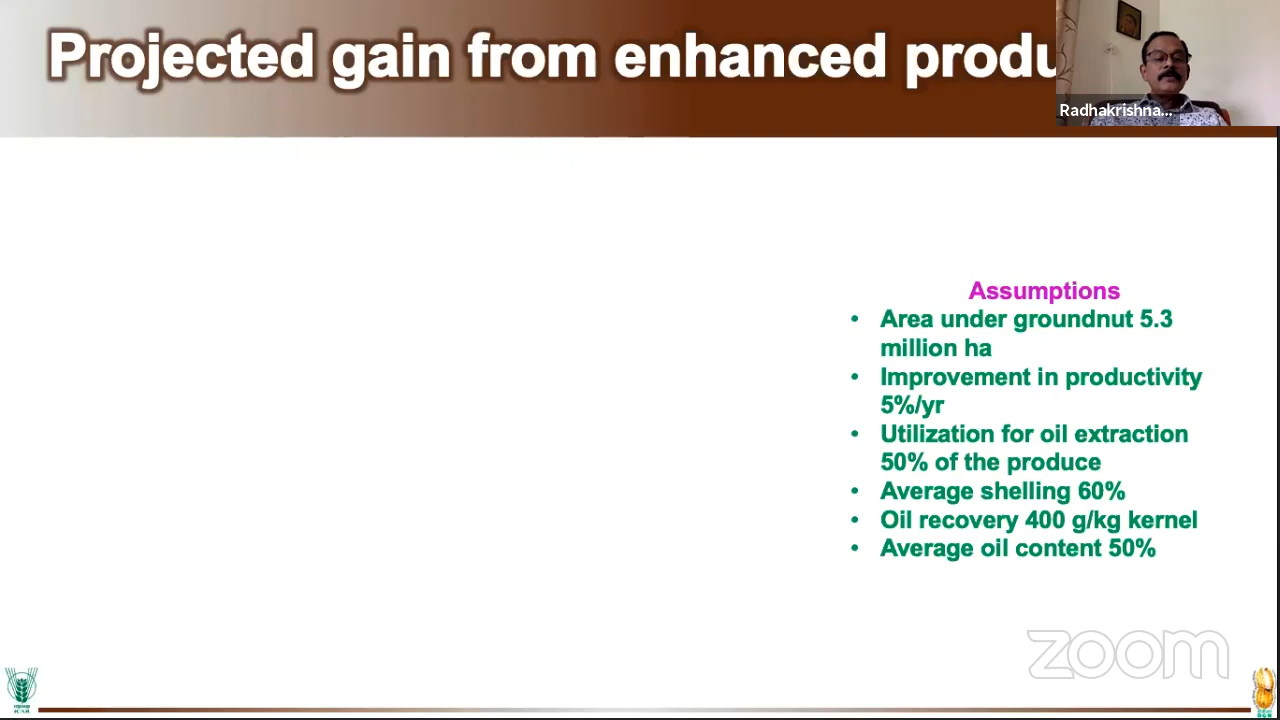 Projected gain from enhanced produ
Radhakrishna...
Assumptions
• Area under groundnut 5.3
million ha
• Improvement in productivity
5%/yr
• Utilization for oil extraction
50% of the produce
• Average shelling 60%
• Oil recovery 400 g/kg kernel
• Average oil content 50%
zoom